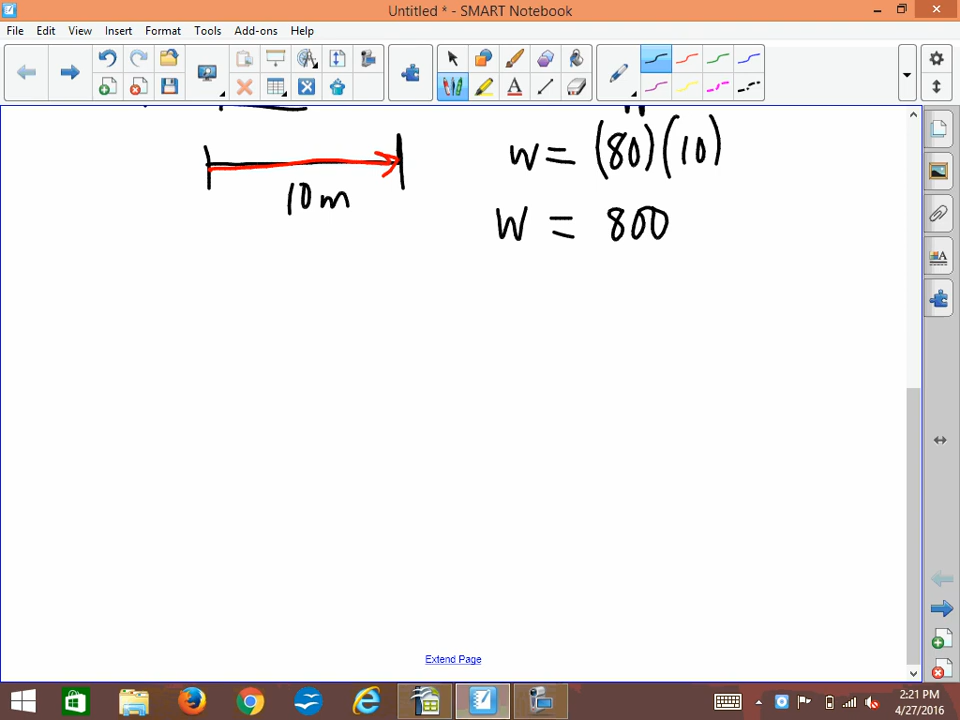 Untitled * - SMART Notebook
File Edit View Insert Format Tools Add-ons Help
w = (80)(10)
10 m
W = 800
Extend Page
2:21 PM
4/27/2016